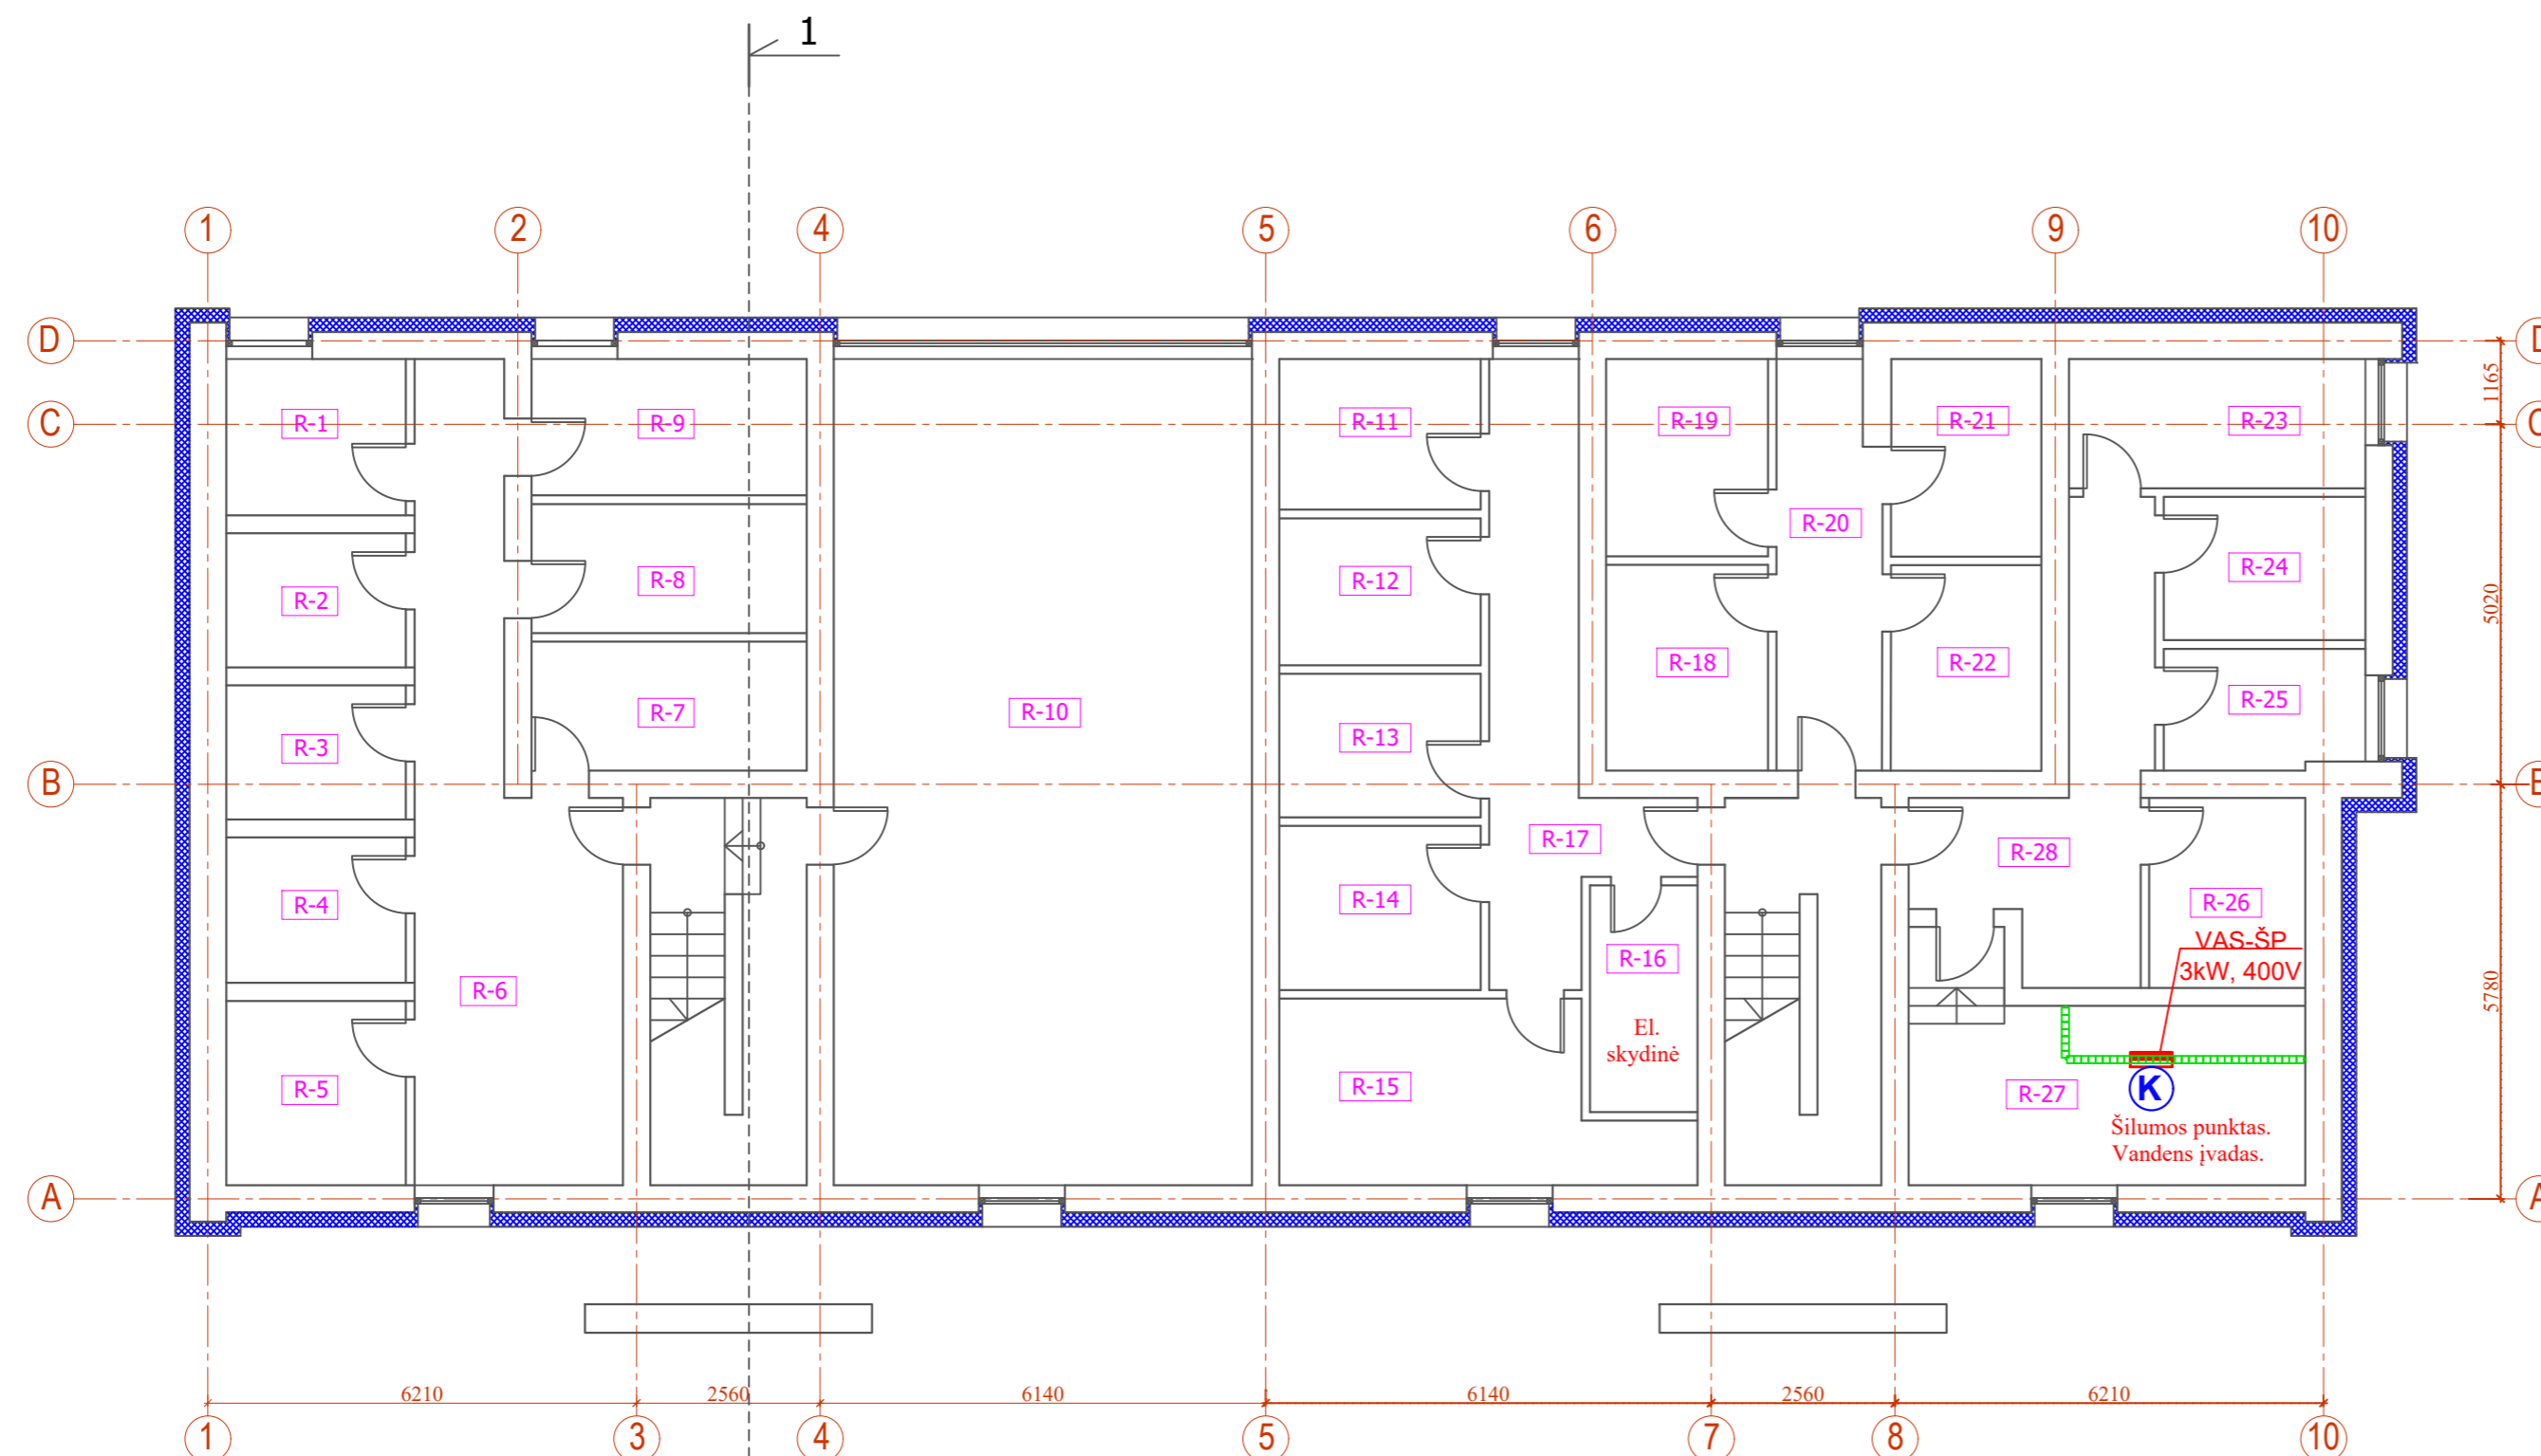 1
1 2 4 5 6 9 10
D D
1165
C R-1 R-9 R-11 R-19 R-21 R-23 C
R-20
R-2 R-8 R-12 R-24
5020
R-18 R-22
R-7 R-10 R-25
R-3 R-13
B B
R-17 R-28
R-4 R-14 R-26
VAS-ŠP
3kW, 400V
R-6 R-16
5780
El.
skydinė
R-5 R-15 R-27 K
Šilumos punktas.
Vandens įvadas.
A A
6210 2560 6140 6140 2560 6210
1 3 4 5 7 8 10